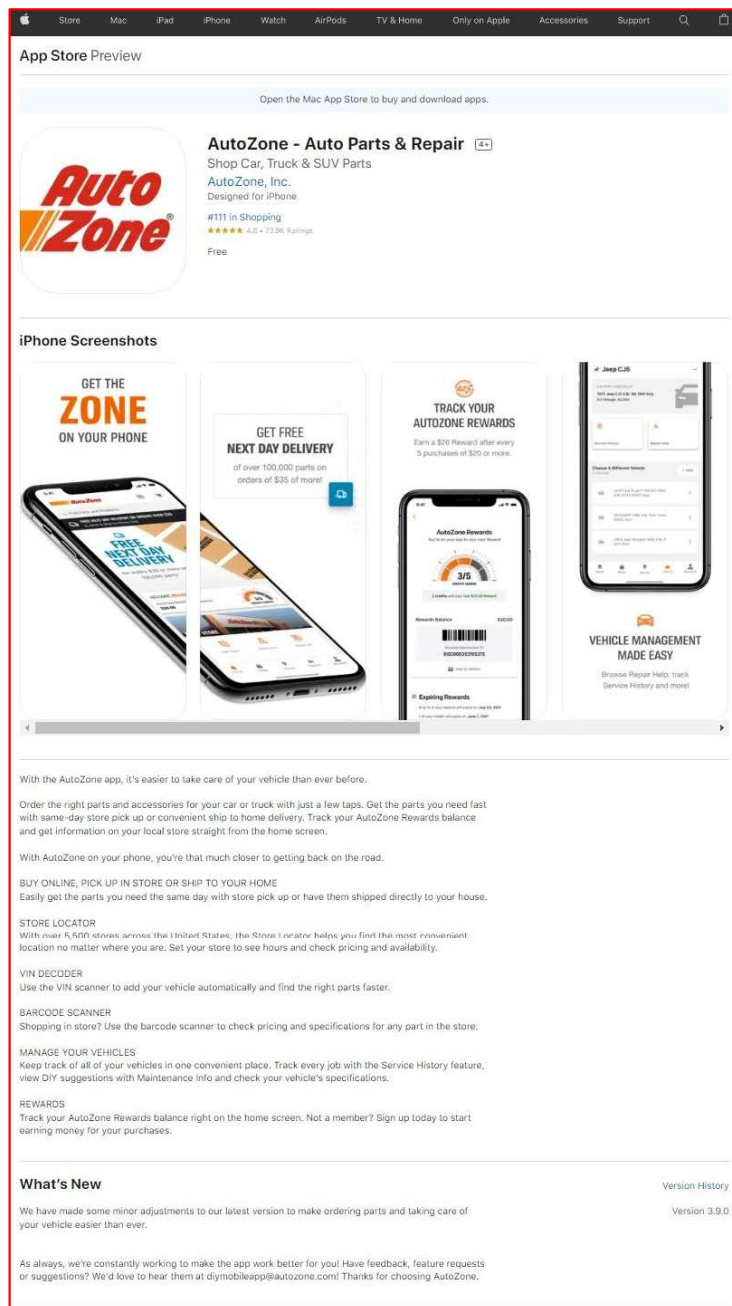 Store Mac iPad iPhone Watch AirPods TV & Home Only on Apple Accessories Support
App Store Preview
Open the Mac App Store to buy and download apps.
Auto
Zone
AutoZone - Auto Parts & Repair 4+
Shop Car, Truck & SUV Parts
AutoZone, Inc.
Designed for iPhone
#111 in Shopping
4.8 • 73.9K Ratings
Free
iPhone Screenshots
GET THE
ZONE
ON YOUR PHONE
AutoZone
FREE
NEXT DAY
DELIVERY
GET FREE
NEXT DAY DELIVERY
of over 100,000 parts on
orders of $35 of more!
TRACK YOUR
AUTOZONE REWARDS
Earn a $20 Reward after every
5 purchases of $20 or more.
AutoZone Rewards
3/5
Rewards Balance $20.00
Expiring Rewards
Jeep CJ5
Choose A Different Vehicle
VEHICLE MANAGEMENT
MADE EASY
Browse Repair Help, track
Service History and more!
With the AutoZone app, it's easier to take care of your vehicle than ever before.
Order the right parts and accessories for your car or truck with just a few taps. Get the parts you need fast
with same-day store pick up or convenient ship to home delivery. Track your AutoZone Rewards balance
and get information on your local store straight from the home screen.
With AutoZone on your phone, you're that much closer to getting back on the road.
BUY ONLINE, PICK UP IN STORE OR SHIP TO YOUR HOME
Easily get the parts you need the same day with store pick up or have them shipped directly to your house.
STORE LOCATOR
With over 5,500 stores across the United States, the Store Locator helps you find the most convenient
location no matter where you are. Set your store to see hours and check pricing and availability.
VIN DECODER
Use the VIN scanner to add your vehicle automatically and find the right parts faster.
BARCODE SCANNER
Shopping in store? Use the barcode scanner to check pricing and specifications for any part in the store.
MANAGE YOUR VEHICLES
Keep track of all of your vehicles in one convenient place. Track every job with the Service History feature,
view DIY suggestions with Maintenance Info and check your vehicle's specifications.
REWARDS
Track your AutoZone Rewards balance right on the home screen. Not a member? Sign up today to start
earning money for your purchases.
What's New Version History
We have made some minor adjustments to our latest version to make ordering parts and taking care of Version 3.9.0
your vehicle easier than ever.
As always, we're constantly working to make the app work better for you! Have feedback, feature requests
or suggestions? We'd love to hear them at diymobileapp@autozone.com! Thanks for choosing AutoZone.